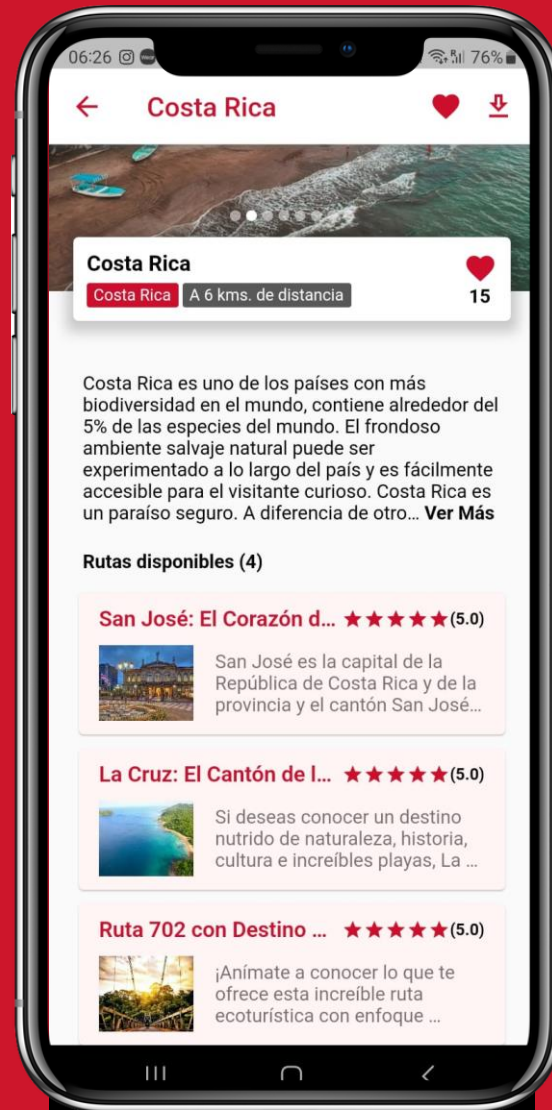 06:26
76%
Costa Rica
Costa Rica
Costa Rica A 6 kms. de distancia
15
Costa Rica es uno de los países con más
biodiversidad en el mundo, contiene alrededor del
5% de las especies del mundo. El frondoso
ambiente salvaje natural puede ser
experimentado a lo largo del país y es fácilmente
accesible para el visitante curioso. Costa Rica es
un paraíso seguro. A diferencia de otro... Ver Más
Rutas disponibles (4)
San José: El Corazón d... (5.0)
San José es la capital de la
República de Costa Rica y de la
provincia y el cantón San José...
La Cruz: El Cantón de l... (5.0)
Si deseas conocer un destino
nutrido de naturaleza, historia,
cultura e increíbles playas, La ...
Ruta 702 con Destino ... (5.0)
¡Anímate a conocer lo que te
ofrece esta increíble ruta
ecoturística con enfoque ...